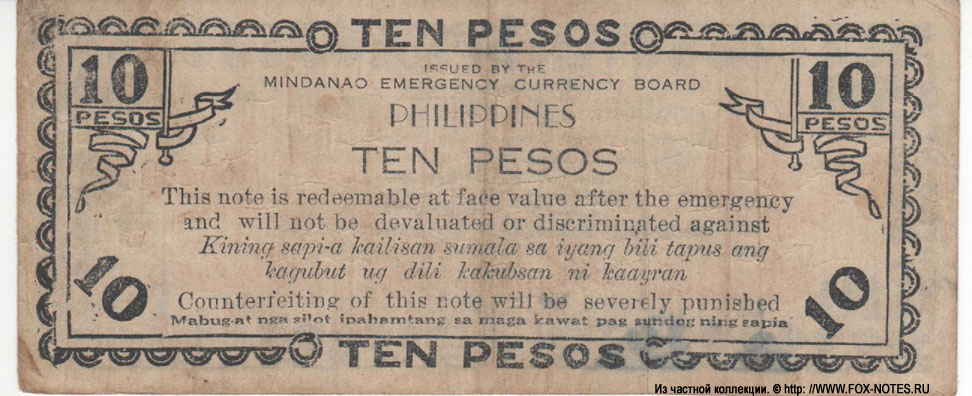 TEN PESOS
10 PESOS
10 PESOS
ISSUED BY THE
MINDANAO EMERGENCY CURRENCY BOARD
PHILIPPINES
TEN PESOS
This note is redeemable at face value after the emergency
and will not be devaluated or discriminated against
Kining sapi-a kailisan sumala sa iyang bili tapus ang
kagubut ug dili kakubsan ni kaayran
10
10
Counterfeiting of this note will be severely punished
Mabug-at nga silot ipahamtang sa maga kawat pag sundog ning sapia
TEN PESOS
Из частной коллекции. © http: //WWW.FOX-NOTES.RU